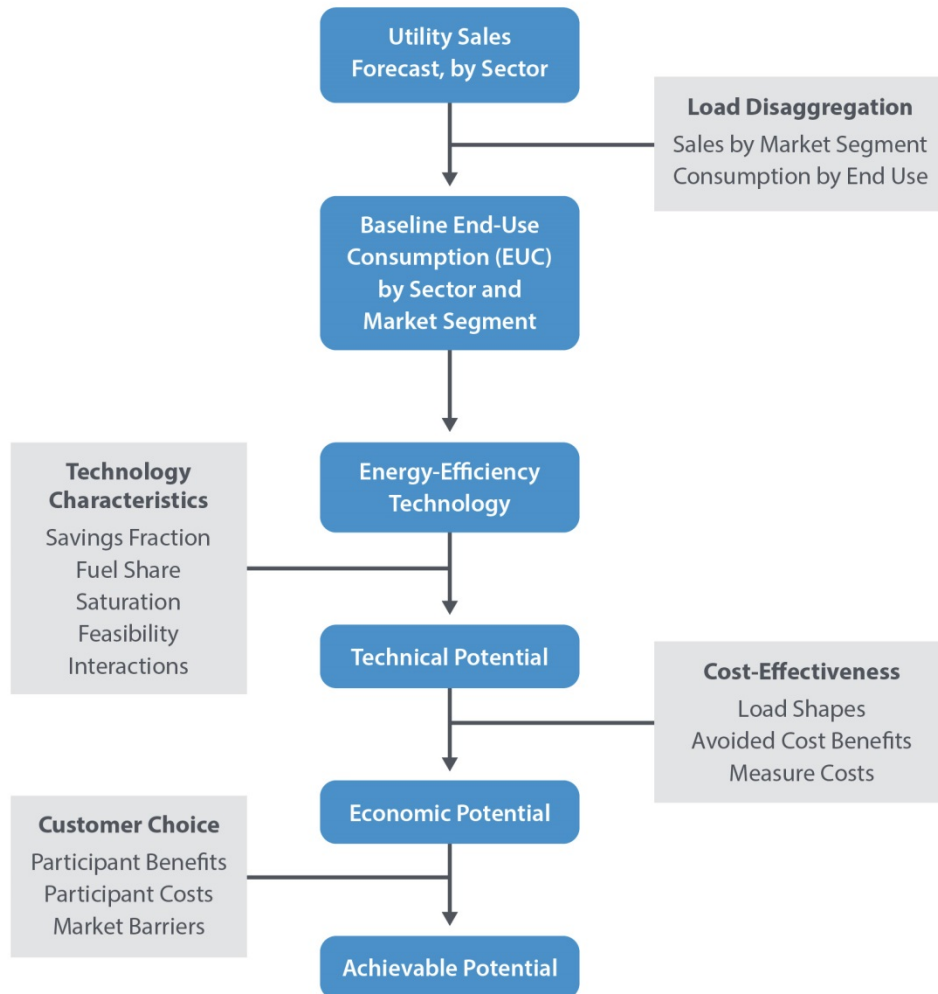 Utility Sales
Forecast, by Sector
Load Disaggregation
Sales by Market Segment
Consumption by End Use
Baseline End-Use
Consumption (EUC)
by Sector and
Market Segment
Energy-Efficiency
Technology
Technology
Characteristics
Savings Fraction
Fuel Share
Saturation
Feasibility
Interactions
Technical Potential
Cost-Effectiveness
Load Shapes
Avoided Cost Benefits
Measure Costs
Economic Potential
Customer Choice
Participant Benefits
Participant Costs
Market Barriers
Achievable Potential